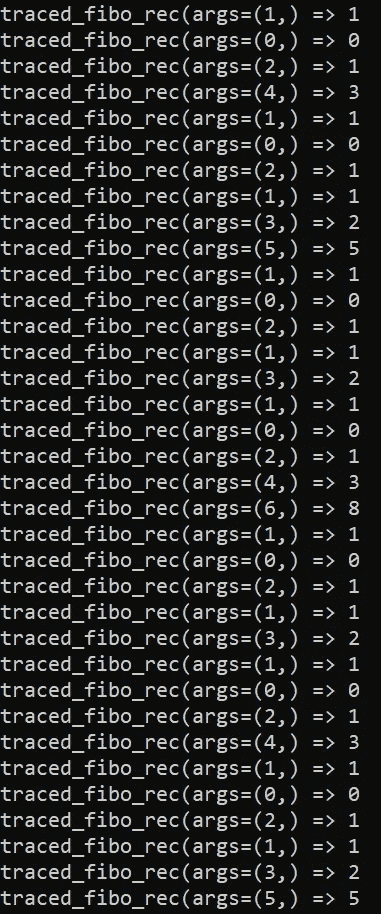 traced_fibo_rec(args=(1,) => 1
traced_fibo_rec(args=(0,) => 0
traced_fibo_rec(args=(2,) => 1
traced_fibo_rec(args=(4,) => 3
traced_fibo_rec(args=(1,) => 1
traced_fibo_rec(args=(0,) => 0
traced_fibo_rec(args=(2,) => 1
traced_fibo_rec(args=(1,) => 1
traced_fibo_rec(args=(3,) => 2
traced_fibo_rec(args=(5,) => 5
traced_fibo_rec(args=(1,) => 1
traced_fibo_rec(args=(0,) => 0
traced_fibo_rec(args=(2,) => 1
traced_fibo_rec(args=(1,) => 1
traced_fibo_rec(args=(3,) => 2
traced_fibo_rec(args=(1,) => 1
traced_fibo_rec(args=(0,) => 0
traced_fibo_rec(args=(2,) => 1
traced_fibo_rec(args=(4,) => 3
traced_fibo_rec(args=(6,) => 8
traced_fibo_rec(args=(1,) => 1
traced_fibo_rec(args=(0,) => 0
traced_fibo_rec(args=(2,) => 1
traced_fibo_rec(args=(1,) => 1
traced_fibo_rec(args=(3,) => 2
traced_fibo_rec(args=(1,) => 1
traced_fibo_rec(args=(0,) => 0
traced_fibo_rec(args=(2,) => 1
traced_fibo_rec(args=(4,) => 3
traced_fibo_rec(args=(1,) => 1
traced_fibo_rec(args=(0,) => 0
traced_fibo_rec(args=(2,) => 1
traced_fibo_rec(args=(1,) => 1
traced_fibo_rec(args=(3,) => 2
traced_fibo_rec(args=(5,) => 5